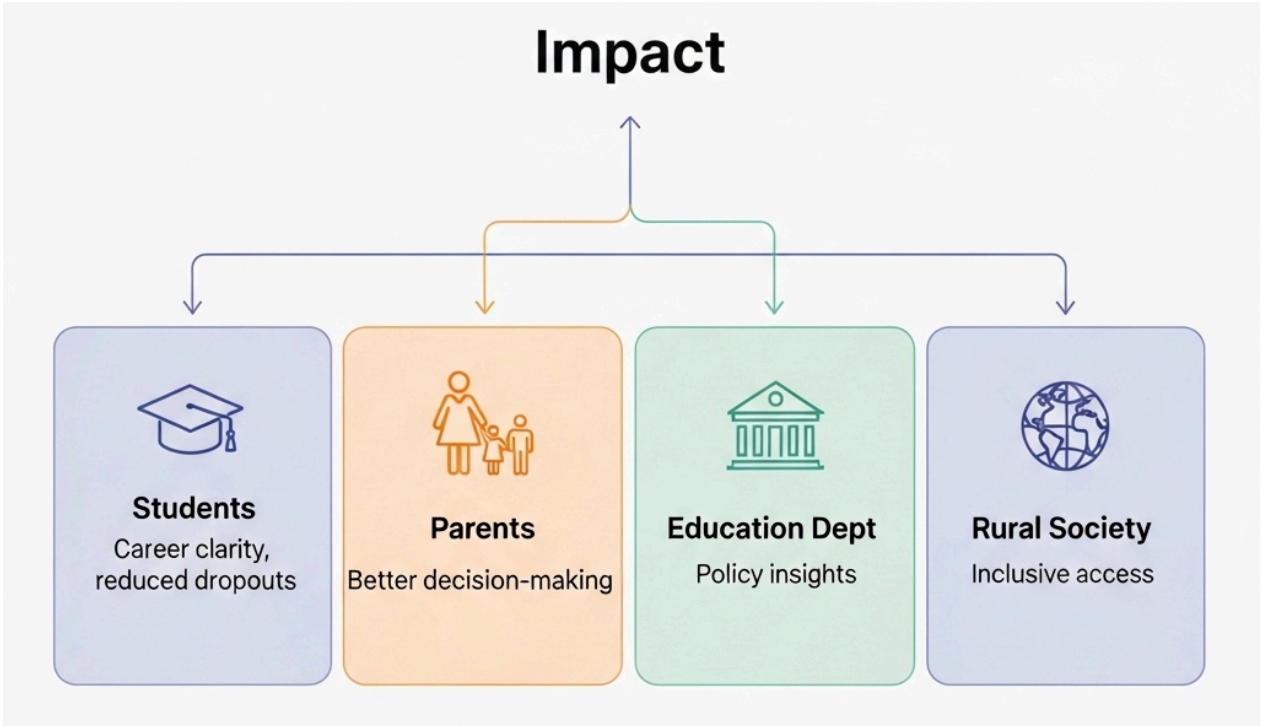 Impact
Students
Career clarity,
reduced dropouts
Parents
Better decision-making
Education Dept
Policy insights
Rural Society
Inclusive access